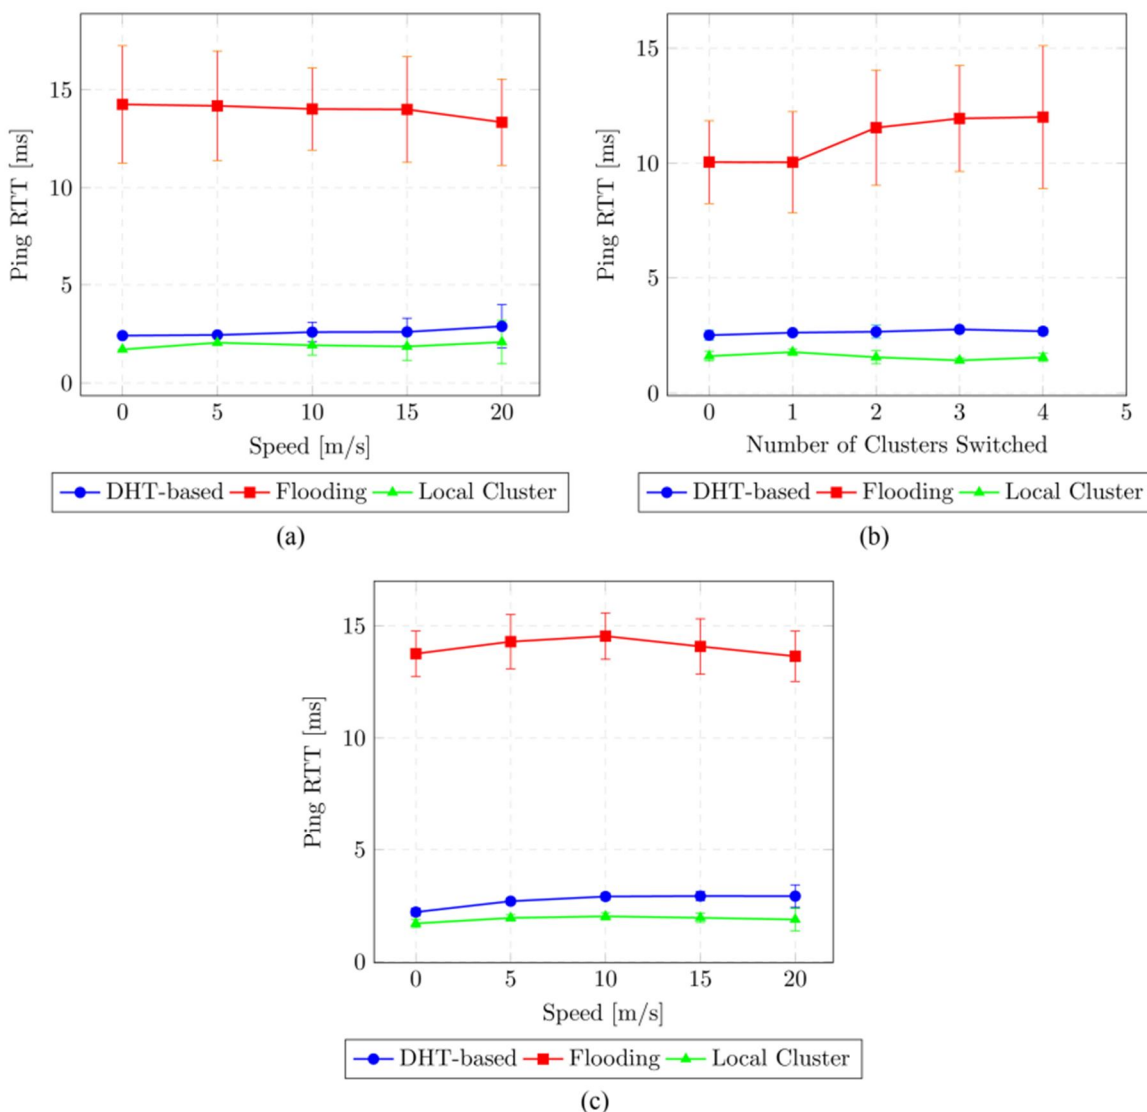 15
10
5
0
Ping RTT [ms]
0 5 10 15 20
Speed [m/s]
DHT-based Flooding Local Cluster
(a)
15
10
5
0
Ping RTT [ms]
0 1 2 3 4 5
Number of Clusters Switched
DHT-based Flooding Local Cluster
(b)
15
10
5
0
Ping RTT [ms]
0 5 10 15 20
Speed [m/s]
DHT-based Flooding Local Cluster
(c)